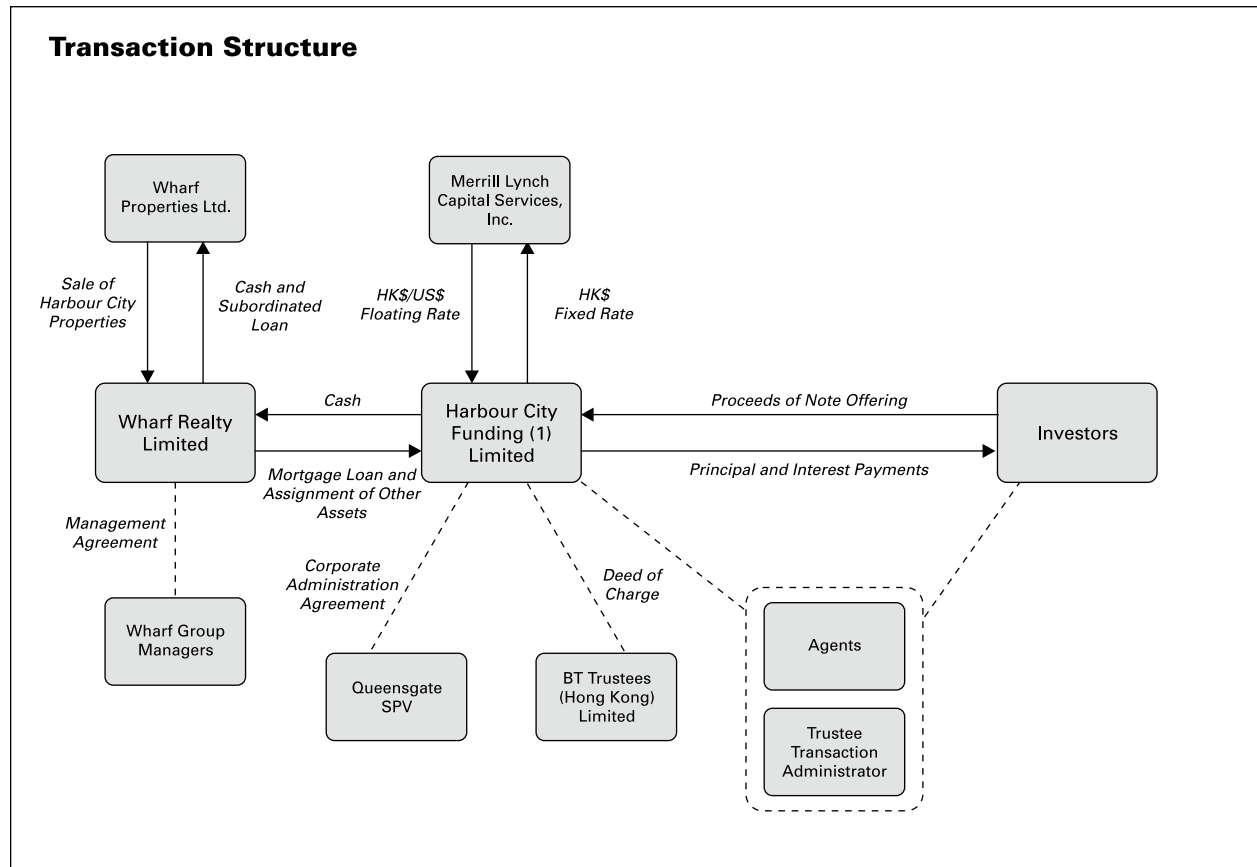 Transaction Structure
Wharf
Properties Ltd.
Merrill Lynch
Capital Services,
Inc.
Sale of
Harbour City
Properties
Cash and
Subordinated
Loan
HK$/US$
Floating Rate
HK$
Fixed Rate
Wharf Realty
Limited
Cash
Mortgage Loan and
Assignment of Other
Assets
Harbour City
Funding (1)
Limited
Proceeds of Note Offering
Principal and Interest Payments
Investors
Management
Agreement
Corporate
Administration
Agreement
Deed of
Charge
Wharf Group
Managers
Queensgate
SPV
BT Trustees
(Hong Kong)
Limited
Agents
Trustee
Transaction
Administrator